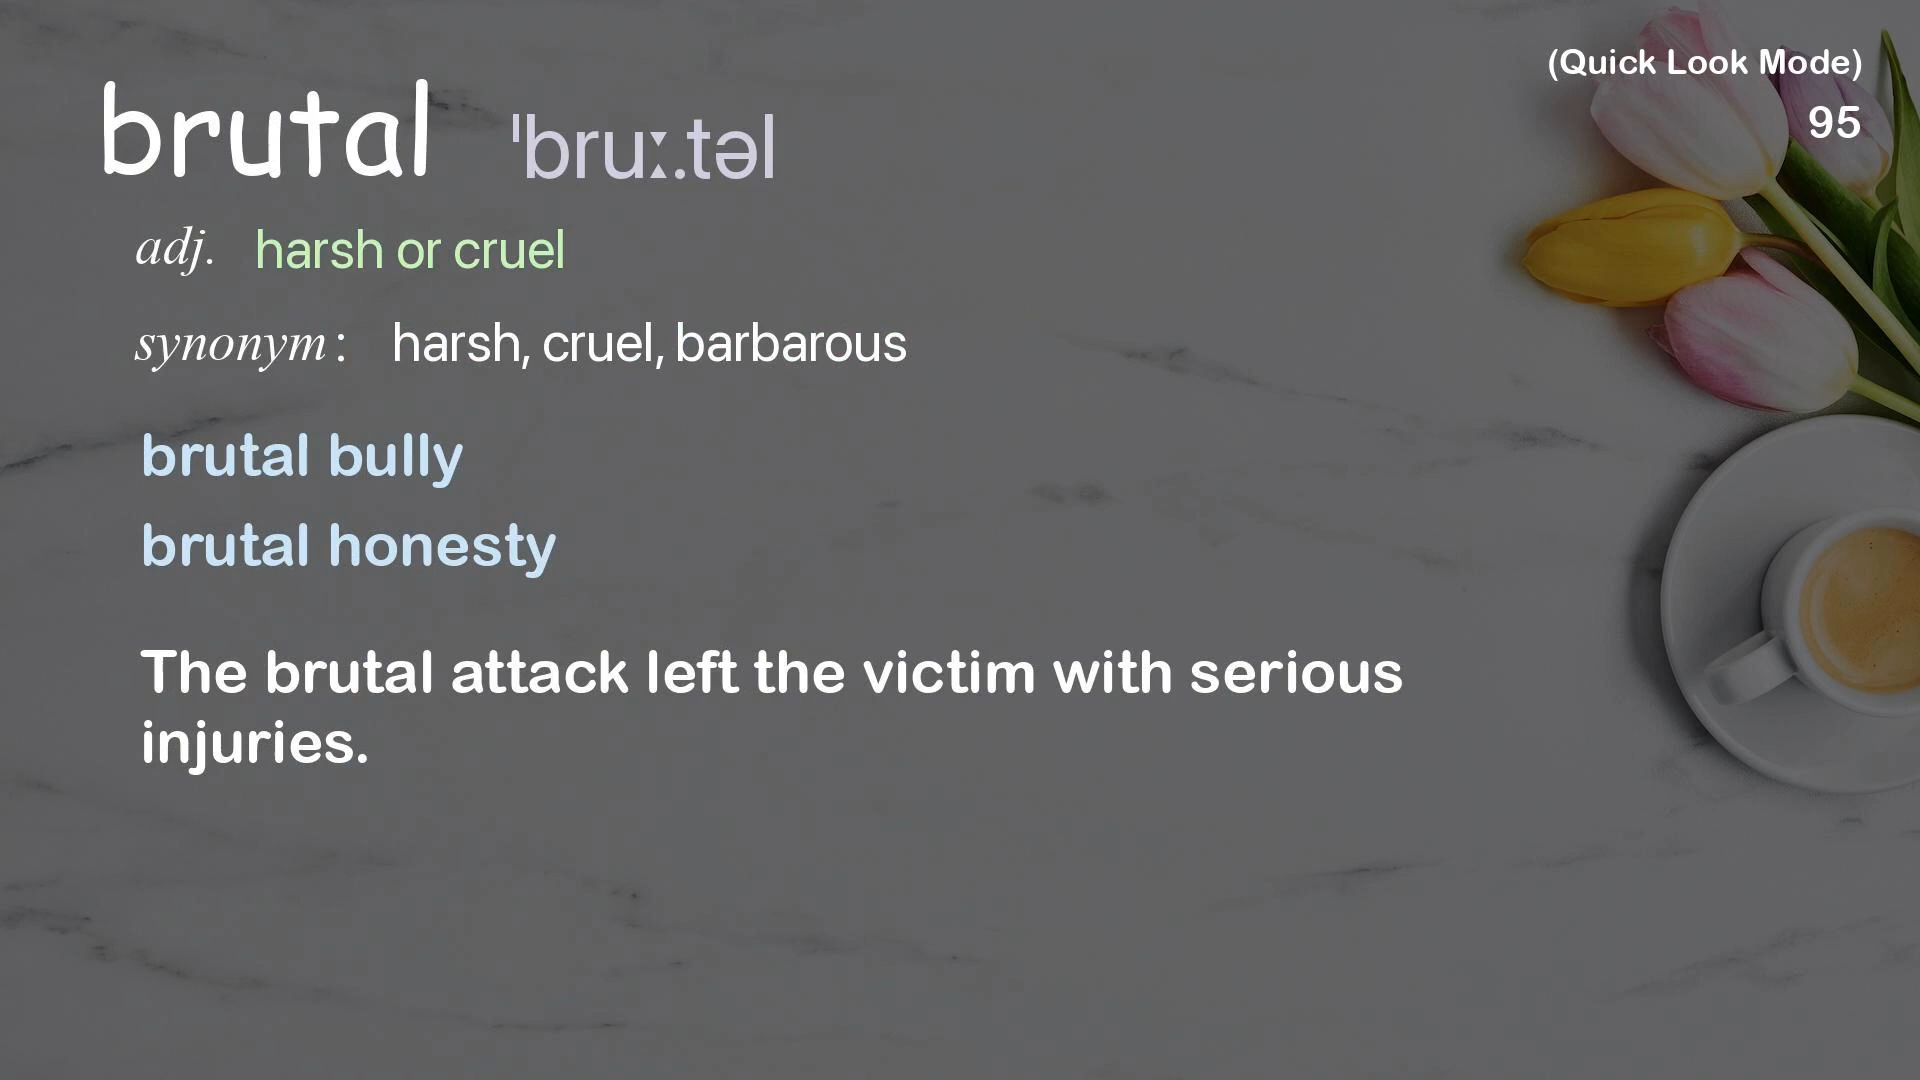 (Quick Look Mode)
95
brutal ˈbruː.təl
adj. harsh or cruel
synonym: harsh, cruel, barbarous
brutal bully
brutal honesty
The brutal attack left the victim with serious
injuries.